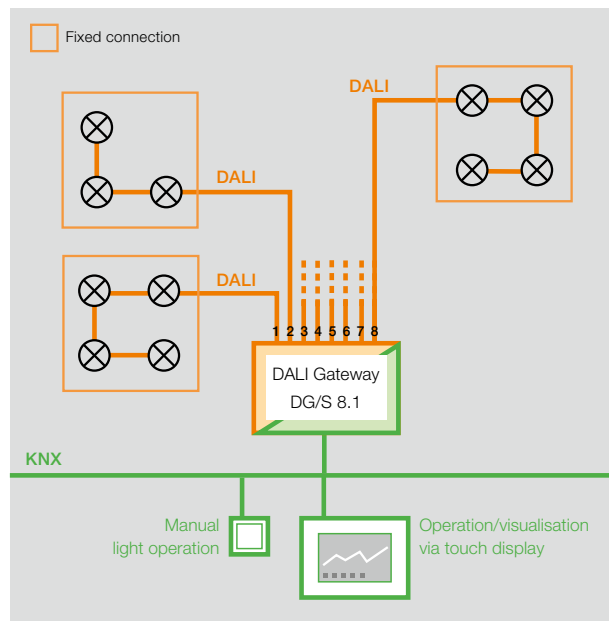 Fixed connection
DALI
DALI
DALI
1 2 3 4 5 6 7 8
DALI Gateway
DG/S 8.1
KNX
Manual
light operation
Operation/visualisation
via touch display